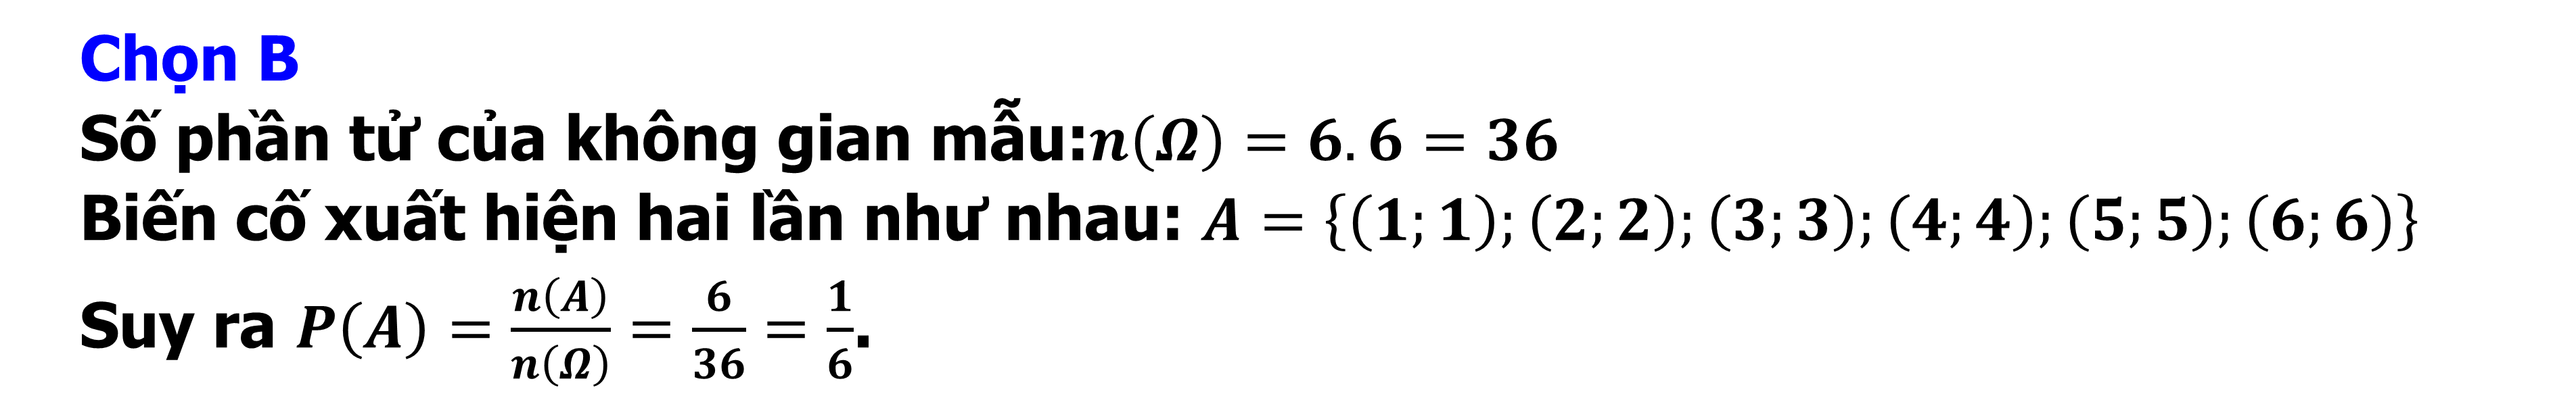 Chọn B
Số phần tử của không gian mẫu:n(Ω) = 6.6 = 36
Biến cố xuất hiện hai lần như nhau: A = {(1; 1); (2; 2); (3; 3); (4; 4); (5; 5); (6; 6)}
Suy ra P(A) = n(A)/n(Ω) = 6/36 = 1/6.